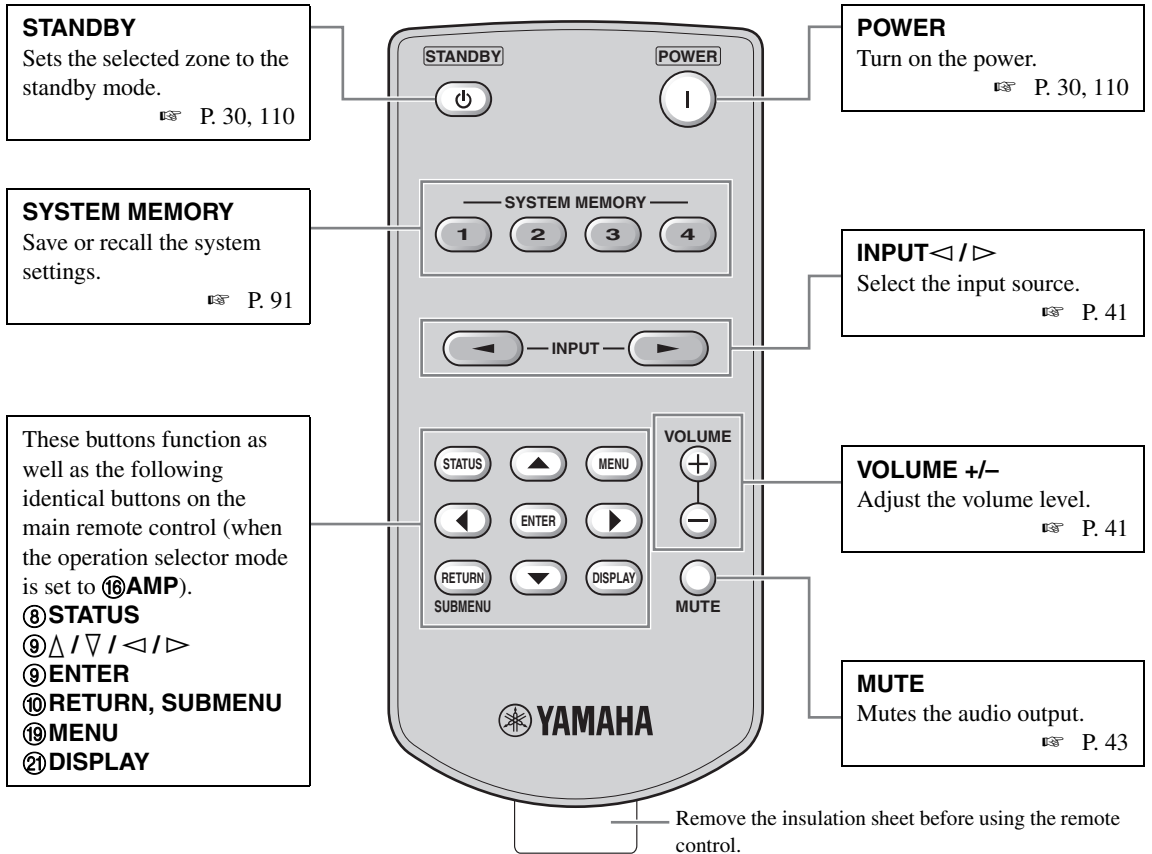 STANDBY
Sets the selected zone to the
standby mode.
☞ P. 30, 110
SYSTEM MEMORY
Save or recall the system
settings.
☞ P. 91
These buttons function as
well as the following
identical buttons on the
main remote control (when
the operation selector mode
is set to ⑯AMP).
⑧STATUS
⑨△ / ▽ / ◁ / ▷
⑨ENTER
⑩RETURN, SUBMENU
⑲MENU
㉑DISPLAY
STANDBY
POWER
SYSTEM MEMORY
1 2 3 4
INPUT
VOLUME
STATUS
MENU
ENTER
RETURN
DISPLAY
SUBMENU
MUTE
YAMAHA
POWER
Turn on the power.
☞ P. 30, 110
INPUT◁ / ▷
Select the input source.
☞ P. 41
VOLUME +/–
Adjust the volume level.
☞ P. 41
MUTE
Mutes the audio output.
☞ P. 43
Remove the insulation sheet before using the remote
control.